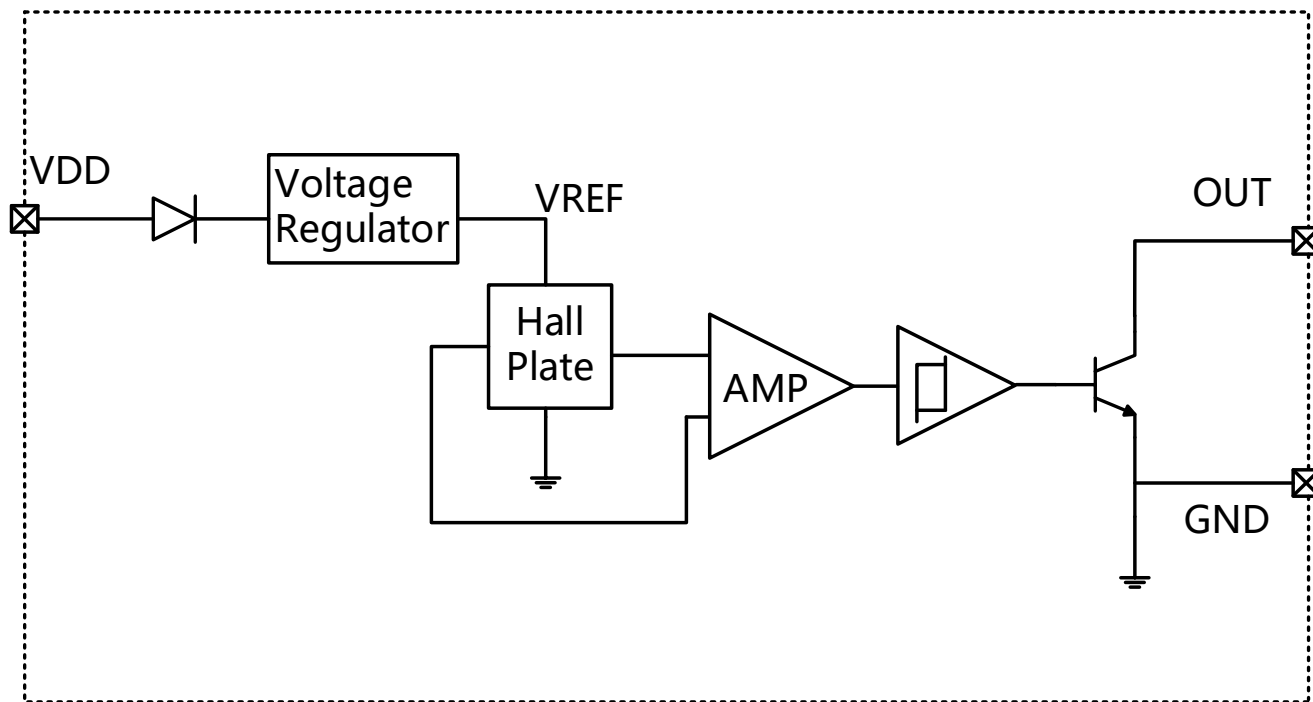 VDD
Voltage
Regulator
VREF
Hall
Plate
AMP
OUT
GND